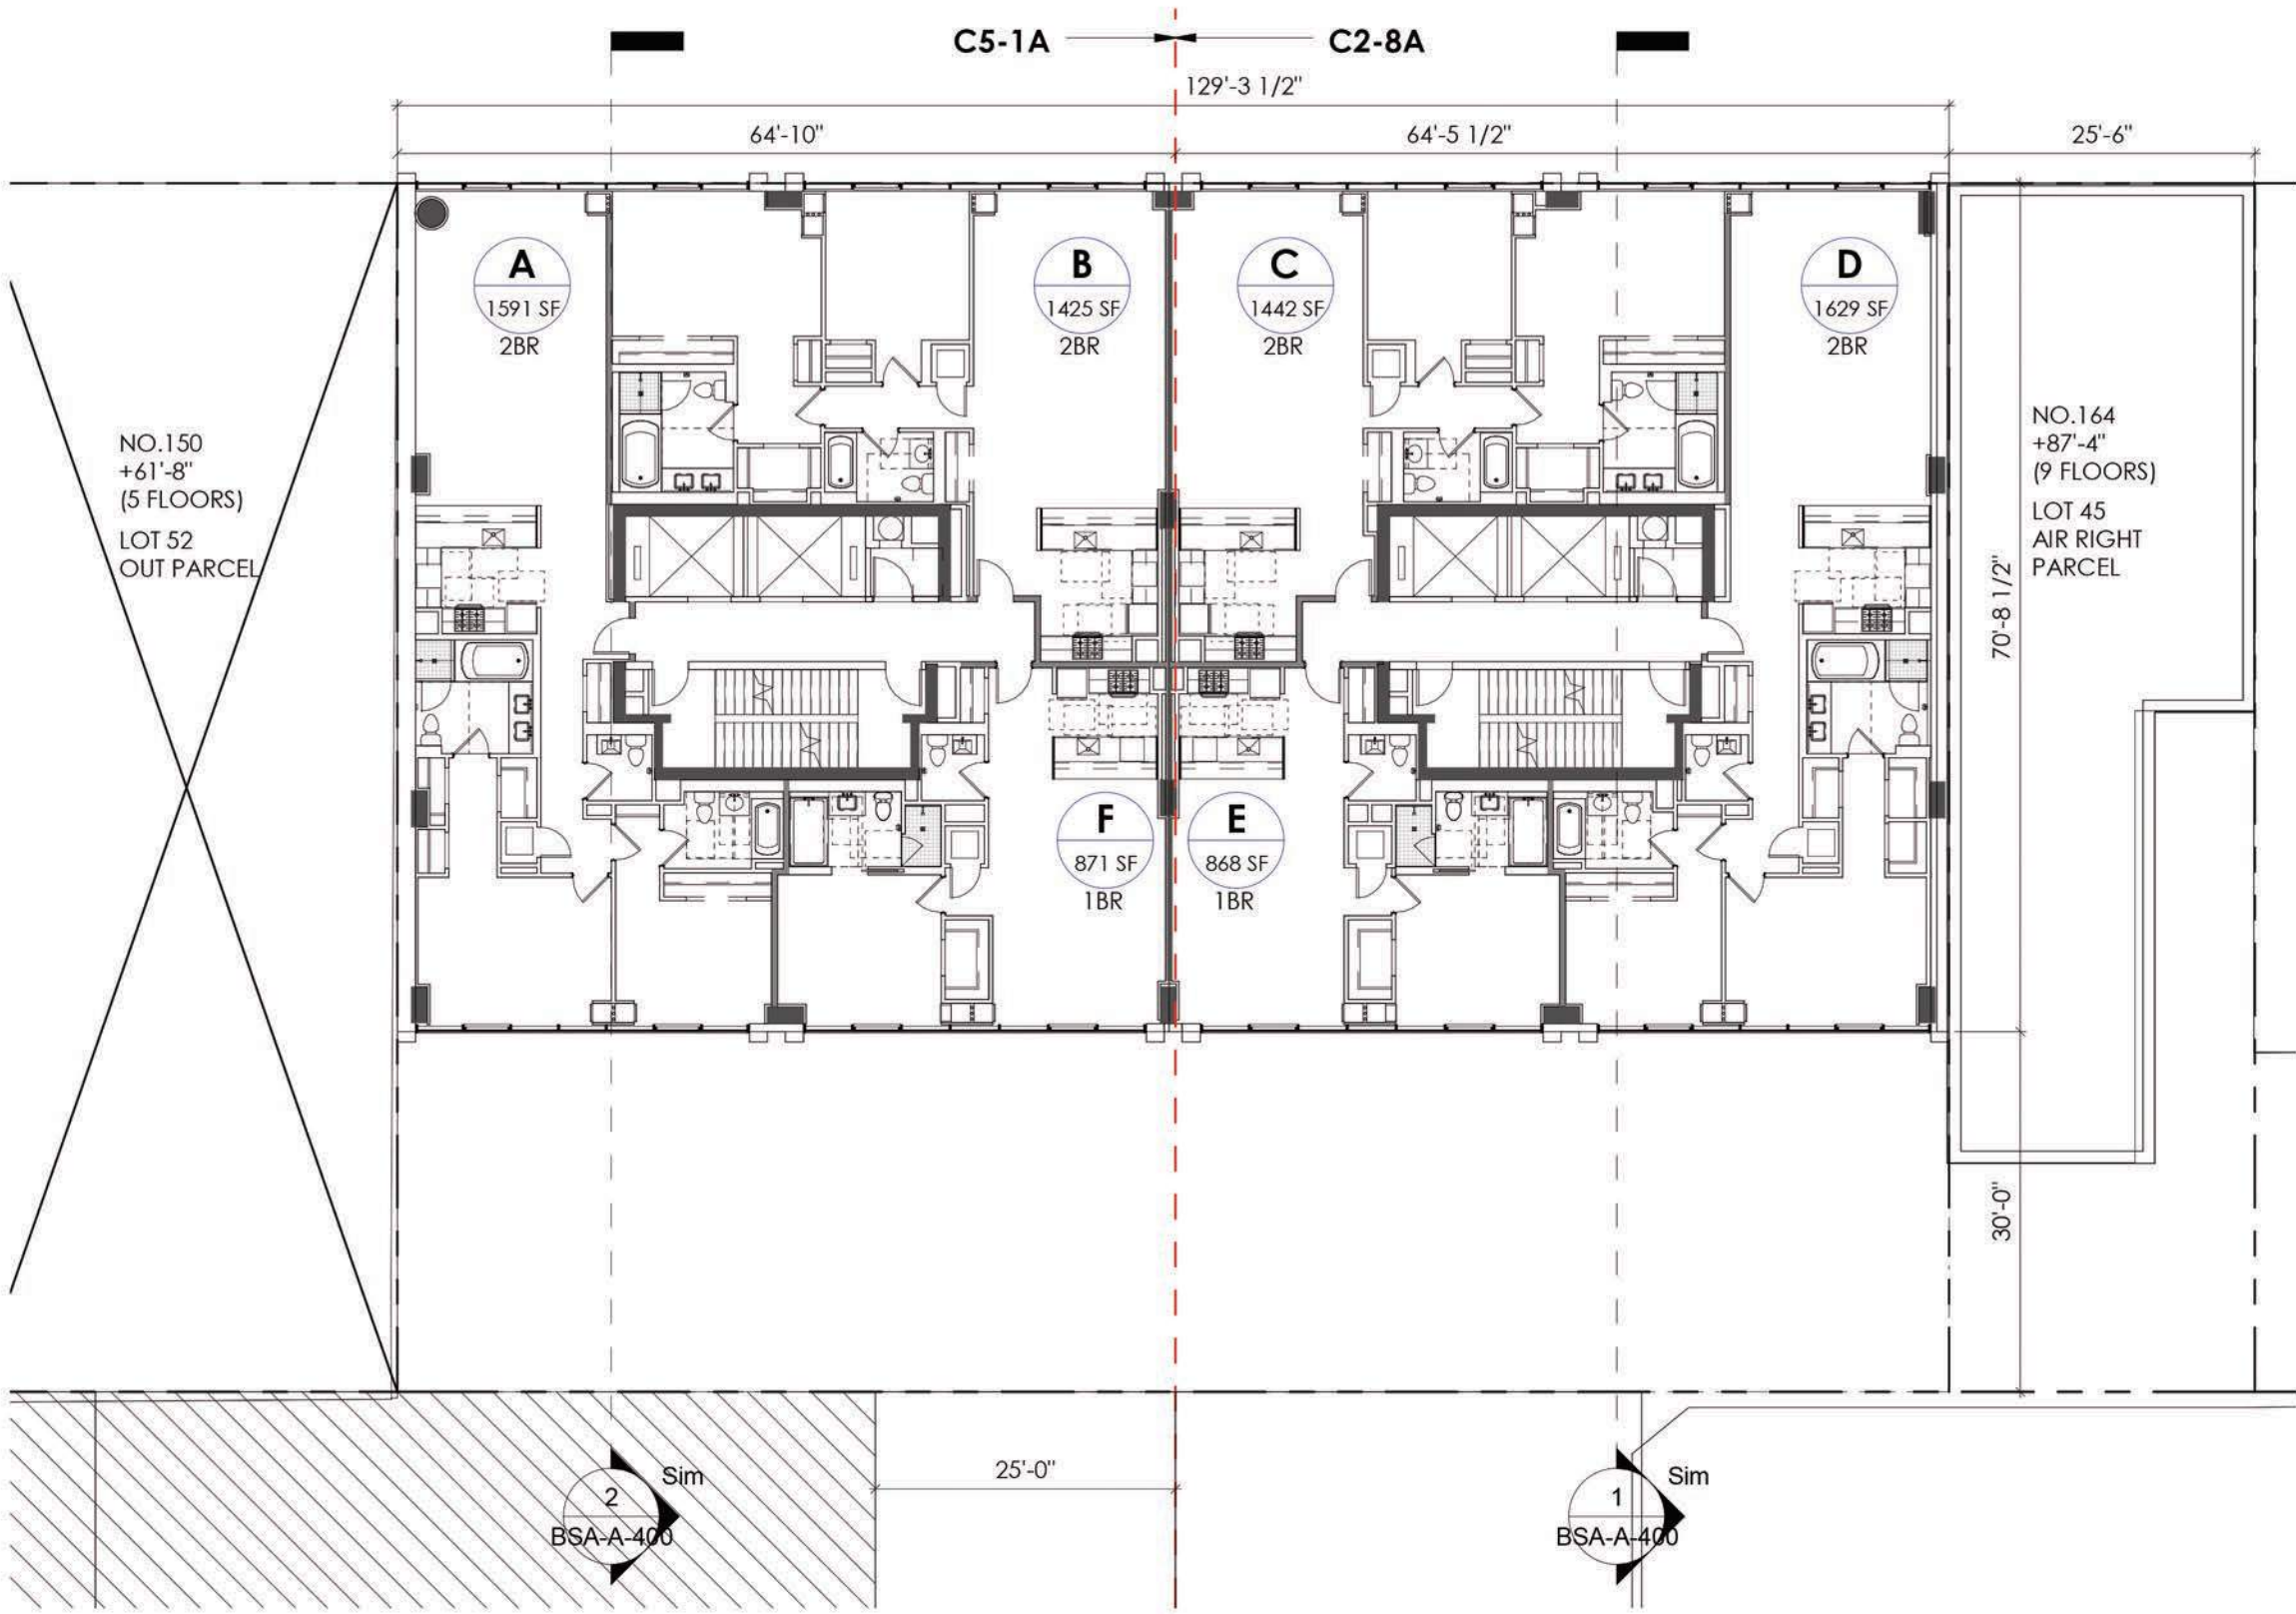 C5-1A
C2-8A
129'-3 1/2"
64'-10"
64'-5 1/2"
25'-6"
A
1591 SF
2BR
B
1425 SF
2BR
C
1442 SF
2BR
D
1629 SF
2BR
NO.150
+61'-8"
(5 FLOORS)
LOT 52
OUT PARCEL
NO.164
+87'-4"
(9 FLOORS)
LOT 45
AIR RIGHT
PARCEL
70'-8 1/2"
F
871 SF
1BR
E
868 SF
1BR
30'-0"
25'-0"
2
Sim
BSA-A-400
1
Sim
BSA-A-400